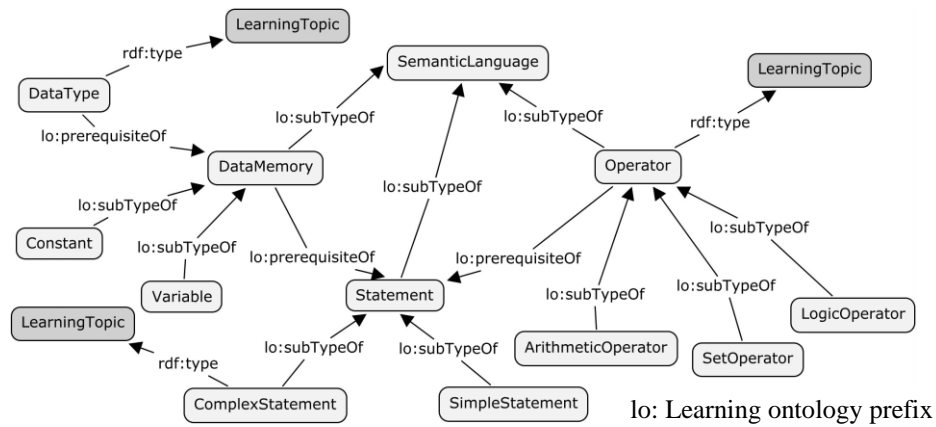 LearningTopic
rdf:type
SemanticLanguage
LearningTopic
DataType
lo:subTypeOf
lo:subTypeOf
rdf:type
lo:prerequisiteOf
DataMemory
Operator
lo:subTypeOf
lo:subTypeOf
lo:subTypeOf
Constant
lo:subTypeOf
lo:prerequisiteOf
lo:prerequisiteOf
lo:subTypeOf
lo:subTypeOf
Variable
Statement
lo:subTypeOf
LogicOperator
LearningTopic
lo:subTypeOf
lo:subTypeOf
ArithmeticOperator
SetOperator
rdf:type
ComplexStatement
SimpleStatement
lo: Learning ontology prefix